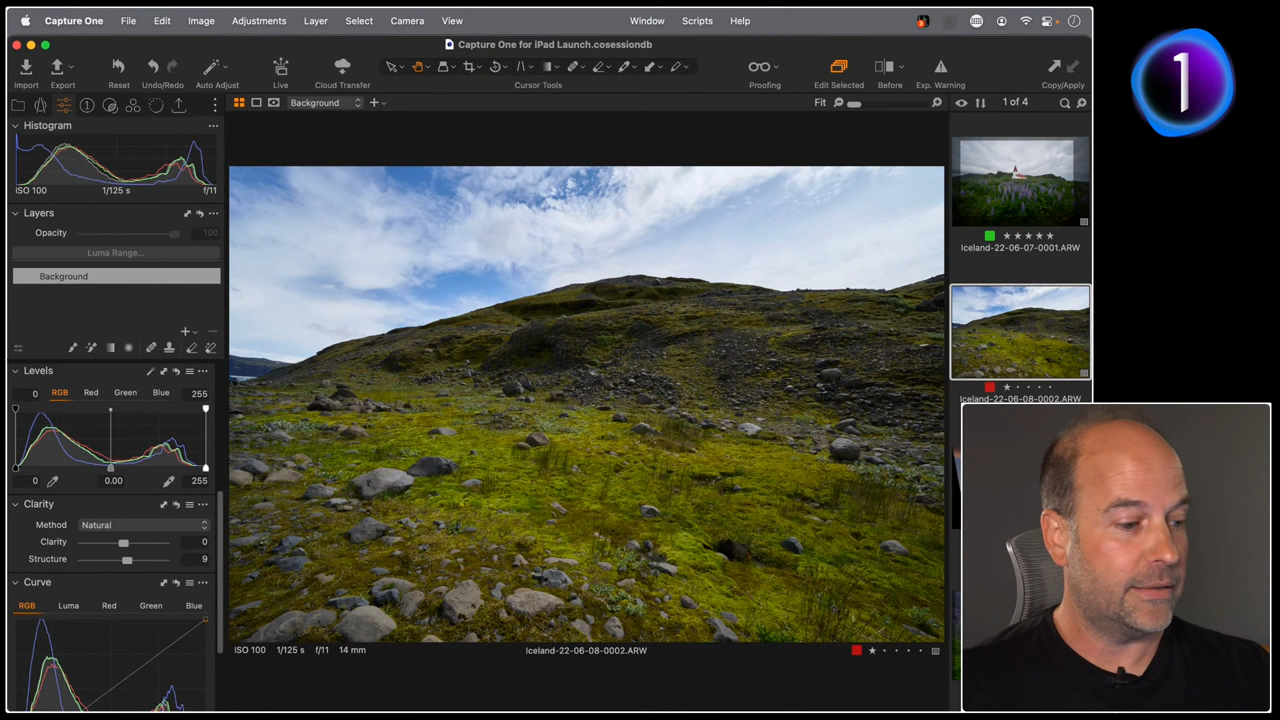 Capture One File Edit Image Adjustments Layer Select Camera View Window Scripts Help
3
Capture One for iPad Launch.cosessiondb
Import Export Reset Undo/Redo Auto Adjust Live Cloud Transfer Cursor Tools Proofing Edit Selected Before Exp. Warning Copy/Apply
1
Background
Fit
1 of 4
Histogram
ISO 100 1/125 s f/11
Layers
Opacity 100
Luma Range...
Background
Levels
0 RGB Red Green Blue 255
0 0.00 255
Clarity
Method Natural
Clarity 0
Structure 9
Curve
RGB Luma Red Green Blue
ISO 100 1/125 s f/11 14 mm
Iceland-22-06-08-0002.ARW
Iceland-22-06-07-0001.ARW
Iceland-22-06-08-0002.ARW
1